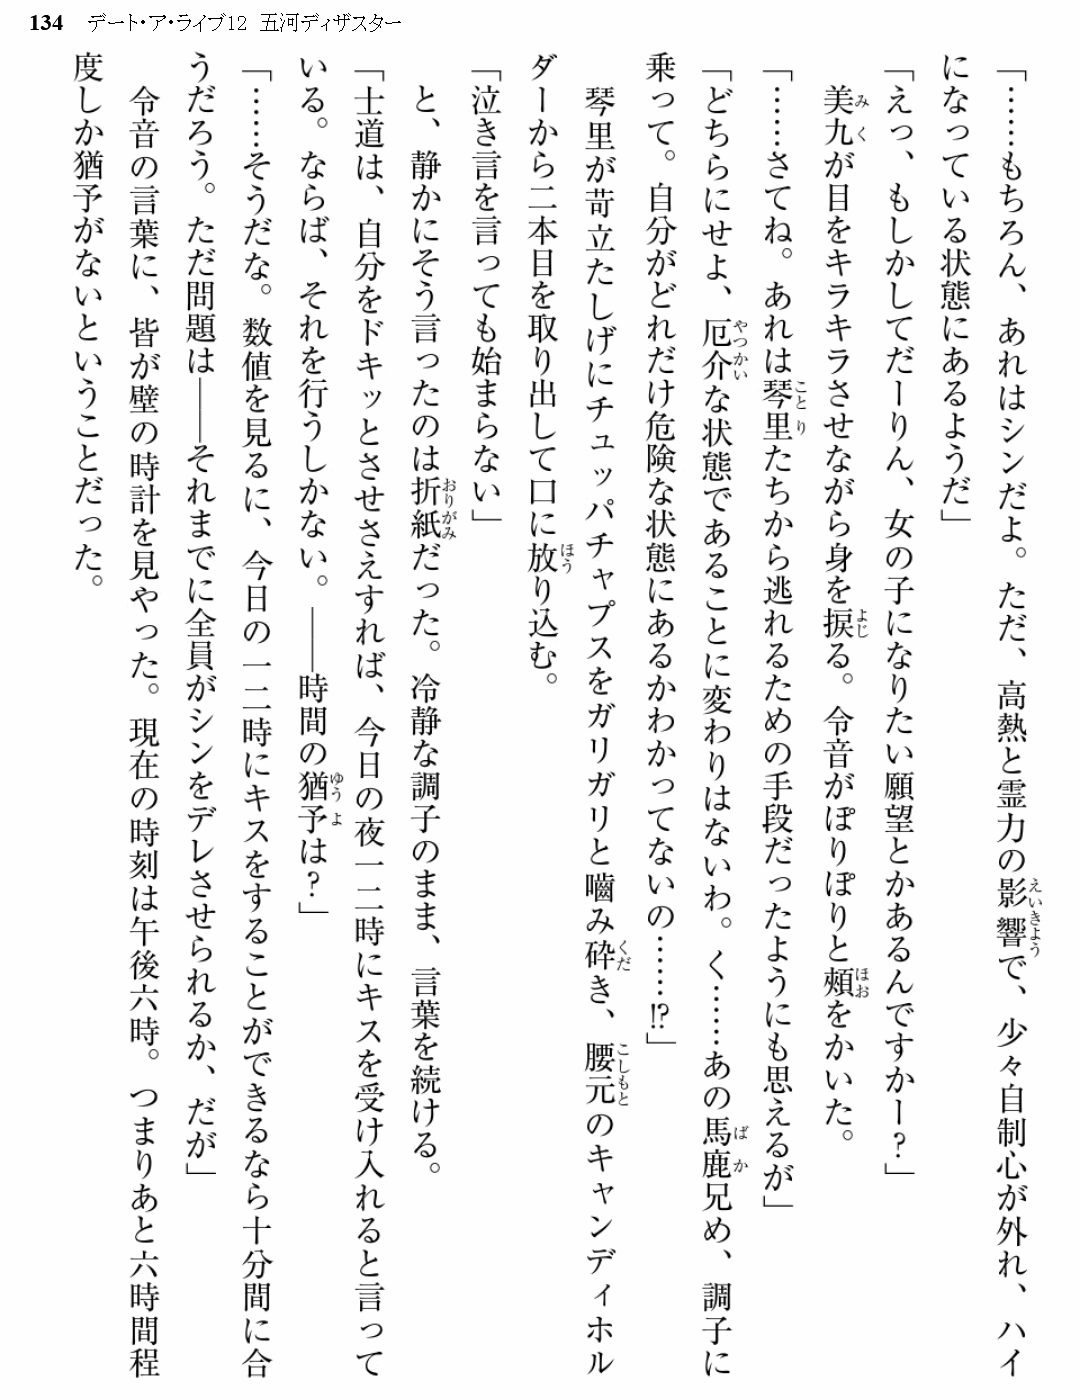 134 デート・ア・ライブ12 五河ディザスター
「……もちろん、あれはシンだよ。ただ、高熱と霊力の影響で、少々自制心が外れ、ハイ
になっている状態にあるようだ」
「えっ、もしかしてだーりん、女の子になりたい願望とかあるんですかー?」
美九が目をキラキラさせながら身を捩る。令音がぽりぽりと頰をかいた。
「……さてね。あれは琴里たちから逃れるための手段だったようにも思えるが」
「どちらにせよ、厄介な状態であることに変わりはないわ。く……あの馬鹿兄め、調子に
乗って。自分がどれだけ危険な状態にあるかわかってないの……!?」
琴里が苛立たしげにチュッパチャプスをガリガリと嚙み砕き、腰元のキャンディホル
ダーから二本目を取り出して口に放り込む。
「泣き言を言っても始まらない」
と、静かにそう言ったのは折紙だった。冷静な調子のまま、言葉を続ける。
「士道は、自分をドキッとさせさえすれば、今日の夜一二時にキスを受け入れると言って
いる。ならば、それを行うしかない。――時間の猶予は?」
「……そうだな。数値を見るに、今日の一二時にキスをすることができるなら十分間に合
うだろう。ただ問題は――それまでに全員がシンをデレさせられるか、だが」
令音の言葉に、皆が壁の時計を見やった。現在の時刻は午後六時。つまりあと六時間程
度しか猶予がないということだった。